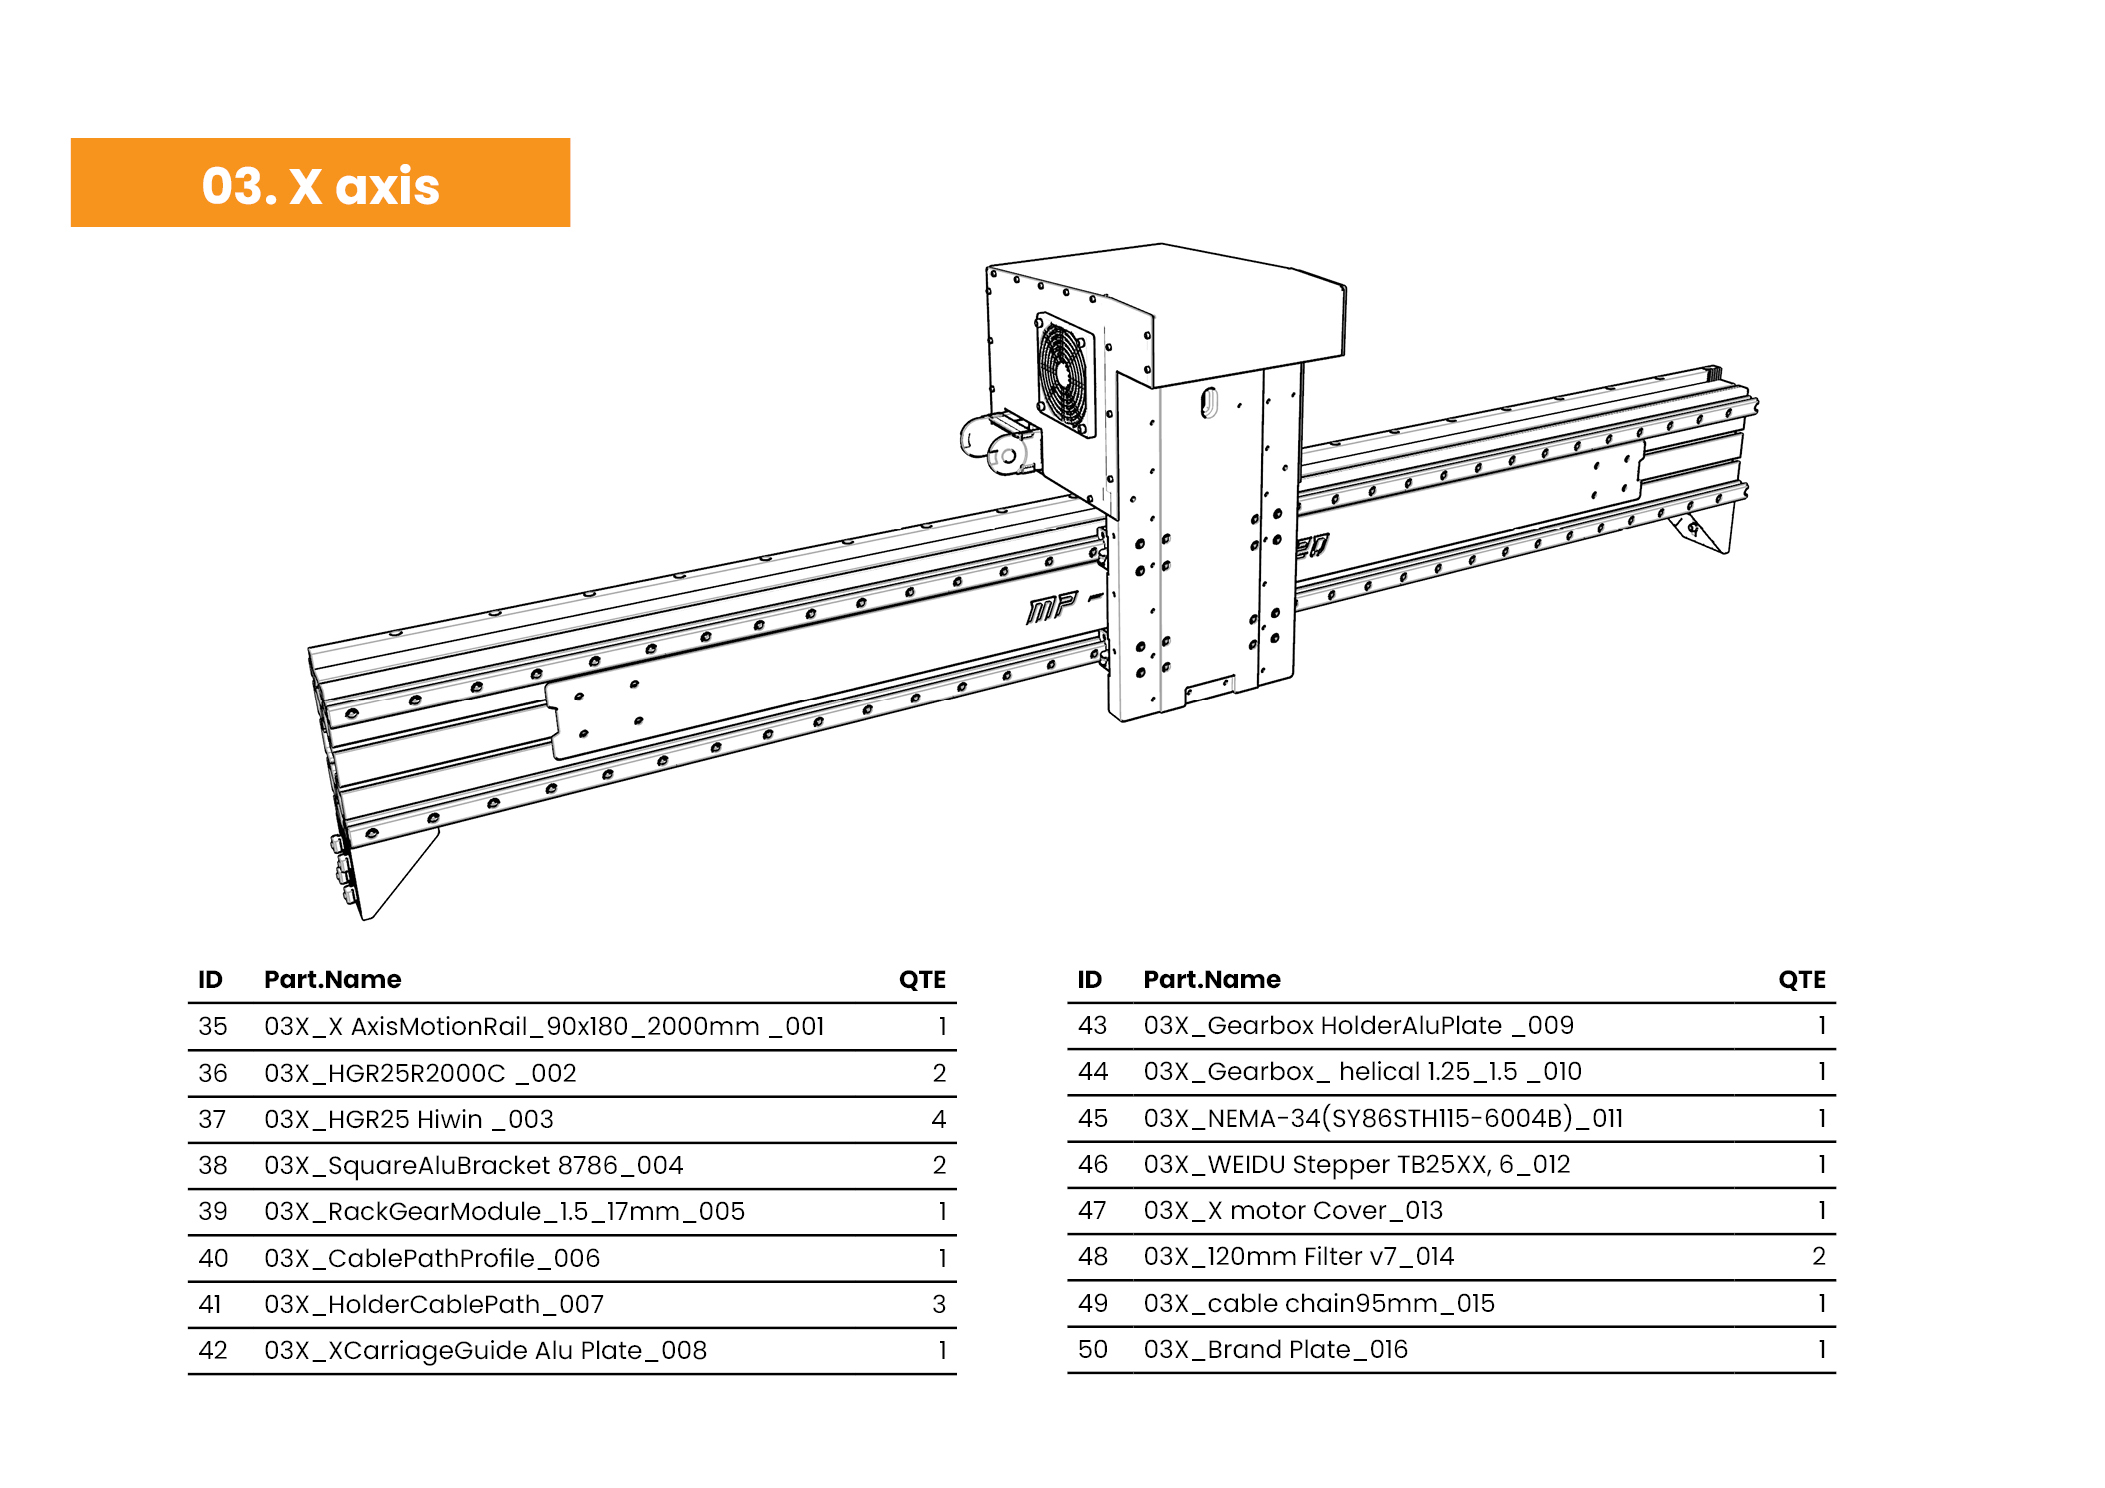 03. X axis
MP -
ID Part.Name QTE
35 03X_X AxisMotionRail_90x180_2000mm _001 1
36 03X_HGR25R2000C _002 2
37 03X_HGR25 Hiwin _003 4
38 03X_SquareAluBracket 8786_004 2
39 03X_RackGearModule_1.5_17mm_005 1
40 03X_CablePathProfile_006 1
41 03X_HolderCablePath_007 3
42 03X_XCarriageGuide Alu Plate_008 1
ID Part.Name QTE
43 03X_Gearbox HolderAluPlate _009 1
44 03X_Gearbox_ helical 1.25_1.5 _010 1
45 03X_NEMA-34(SY86STH115-6004B)_011 1
46 03X_WEIDU Stepper TB25XX, 6_012 1
47 03X_X motor Cover_013 1
48 03X_120mm Filter v7_014 2
49 03X_cable chain95mm_015 1
50 03X_Brand Plate_016 1